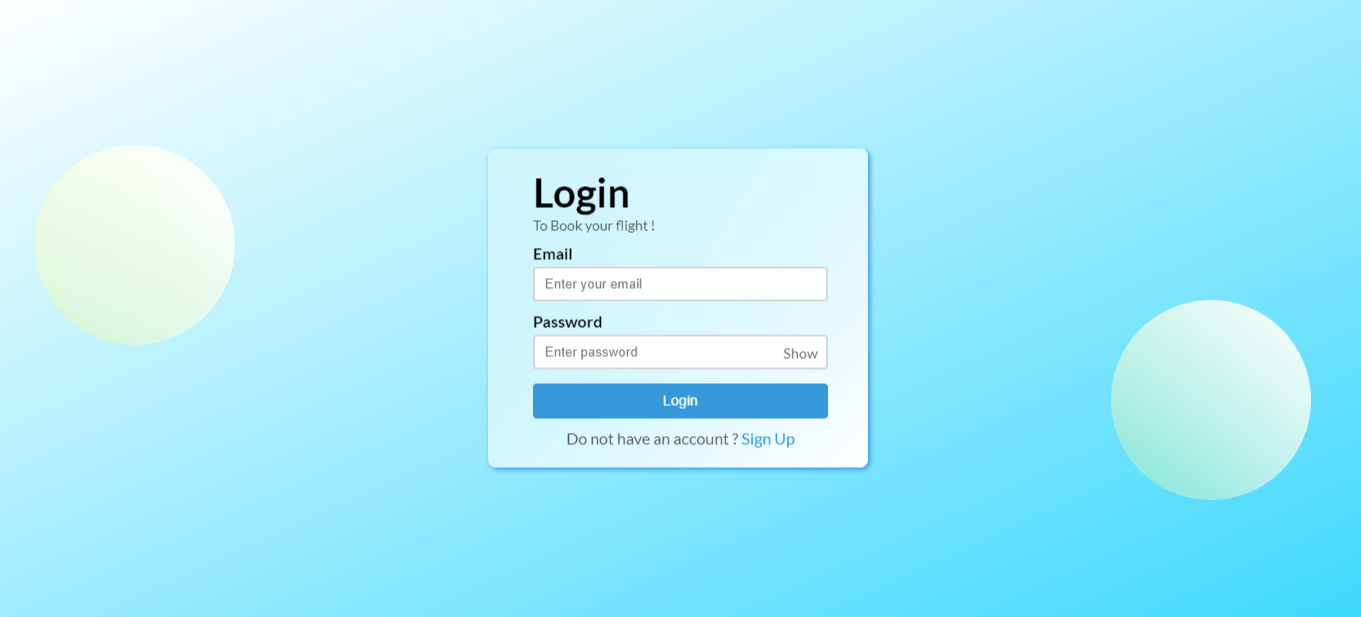 Login
To Book your flight !
Email
Enter your email
Password
Enter password Show
Login
Do not have an account ? Sign Up